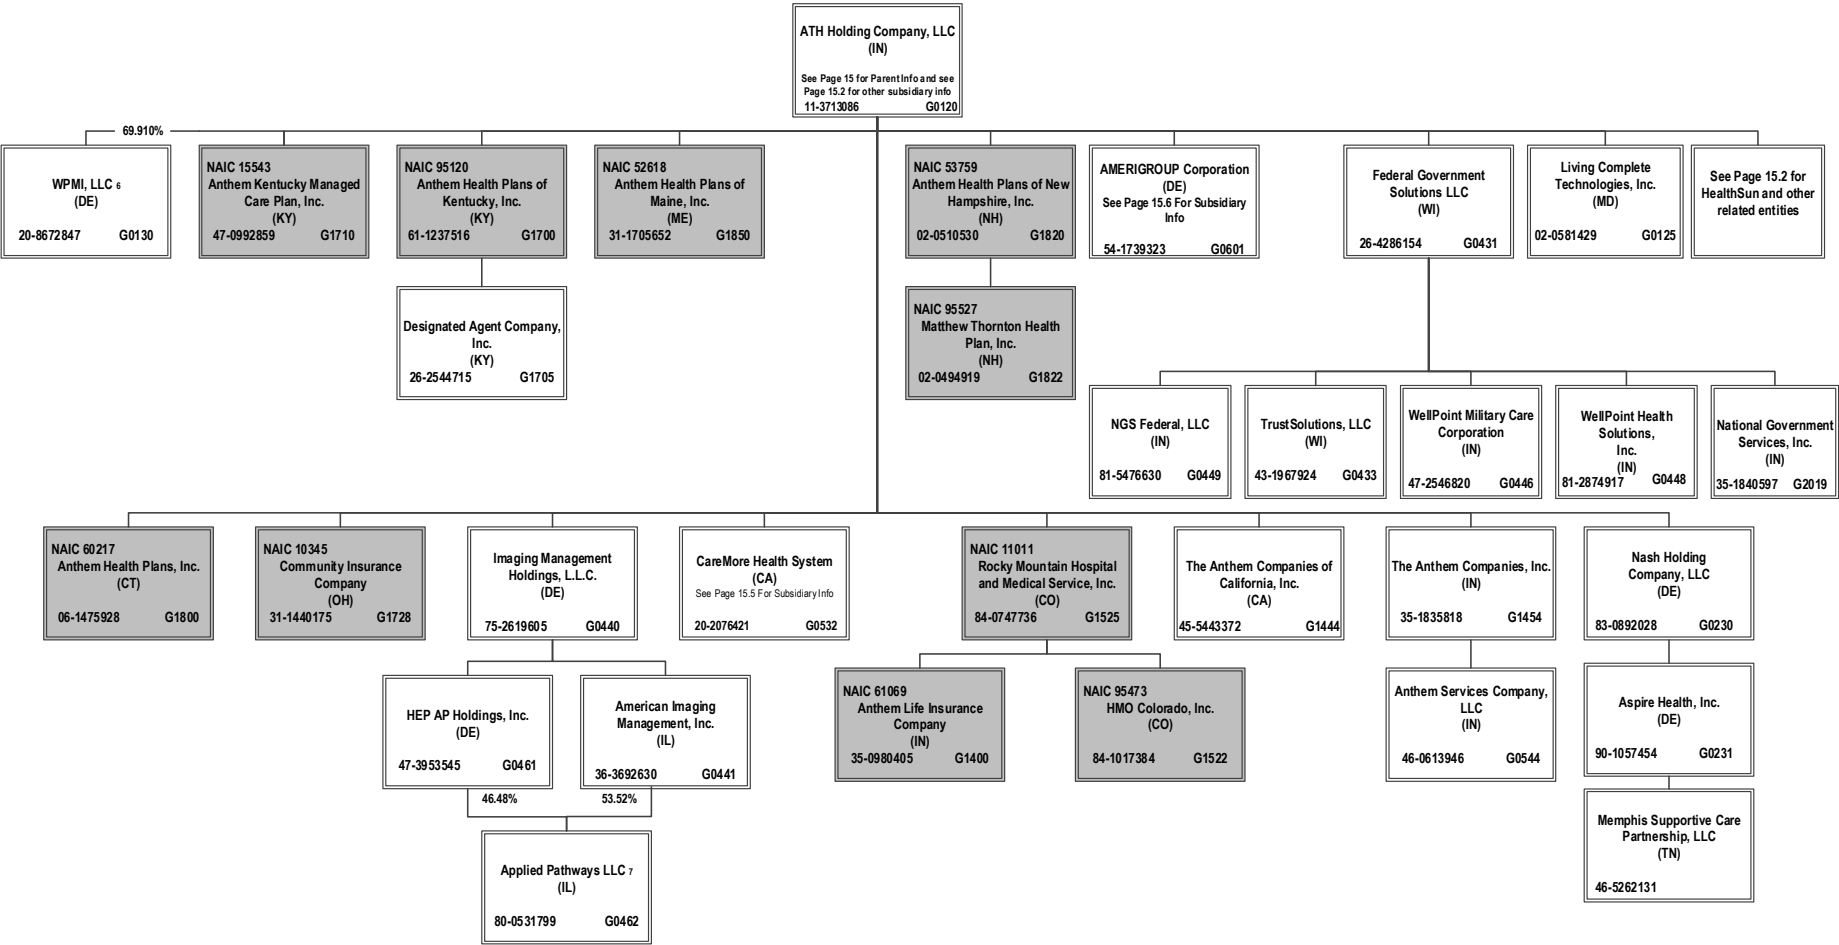 ATH Holding Company, LLC
(IN)
See Page 15 for Parent Info and see
Page 15.2 for other subsidiary info
11-3713086 G0120
69.910%
WPMI, LLC 6
(DE)
20-8672847 G0130
NAIC 15543
Anthem Kentucky Managed
Care Plan, Inc.
(KY)
47-0992859 G1710
NAIC 95120
Anthem Health Plans of
Kentucky, Inc.
(KY)
61-1237516 G1700
NAIC 52618
Anthem Health Plans of
Maine, Inc.
(ME)
31-1705652 G1850
NAIC 53759
Anthem Health Plans of New
Hampshire, Inc.
(NH)
02-0510530 G1820
AMERIGROUP Corporation
(DE)
See Page 15.6 For Subsidiary
Info
54-1739323 G0601
Federal Government
Solutions LLC
(WI)
26-4286154 G0431
Living Complete
Technologies, Inc.
(MD)
02-0581429 G0125
See Page 15.2 for
HealthSun and other
related entities
Designated Agent Company,
Inc.
(KY)
26-2544715 G1705
NAIC 95527
Matthew Thornton Health
Plan, Inc.
(NH)
02-0494919 G1822
NGS Federal, LLC
(IN)
81-5476630 G0449
TrustSolutions, LLC
(WI)
43-1967924 G0433
WellPoint Military Care
Corporation
(IN)
47-2546820 G0446
WellPoint Health
Solutions,
Inc.
(IN)
81-2874917 G0448
National Government
Services, Inc.
(IN)
35-1840597 G2019
NAIC 60217
Anthem Health Plans, Inc.
(CT)
06-1475928 G1800
NAIC 10345
Community Insurance
Company
(OH)
31-1440175 G1728
Imaging Management
Holdings, L.L.C.
(DE)
75-2619605 G0440
CareMore Health System
(CA)
See Page 15.5 For Subsidiary Info
20-2076421 G0532
NAIC 11011
Rocky Mountain Hospital
and Medical Service, Inc.
(CO)
84-0747736 G1525
The Anthem Companies of
California, Inc.
(CA)
45-5443372 G1444
The Anthem Companies, Inc.
(IN)
35-1835818 G1454
Nash Holding
Company, LLC
(DE)
83-0892028 G0230
HEP AP Holdings, Inc.
(DE)
47-3953545 G0461
American Imaging
Management, Inc.
(IL)
36-3692630 G0441
NAIC 61069
Anthem Life Insurance
Company
(IN)
35-0980405 G1400
NAIC 95473
HMO Colorado, Inc.
(CO)
84-1017384 G1522
Anthem Services Company,
LLC
(IN)
46-0613946 G0544
Aspire Health, Inc.
(DE)
90-1057454 G0231
46.48% 53.52%
Applied Pathways LLC 7
(IL)
80-0531799 G0462
Memphis Supportive Care
Partnership, LLC
(TN)
46-5262131